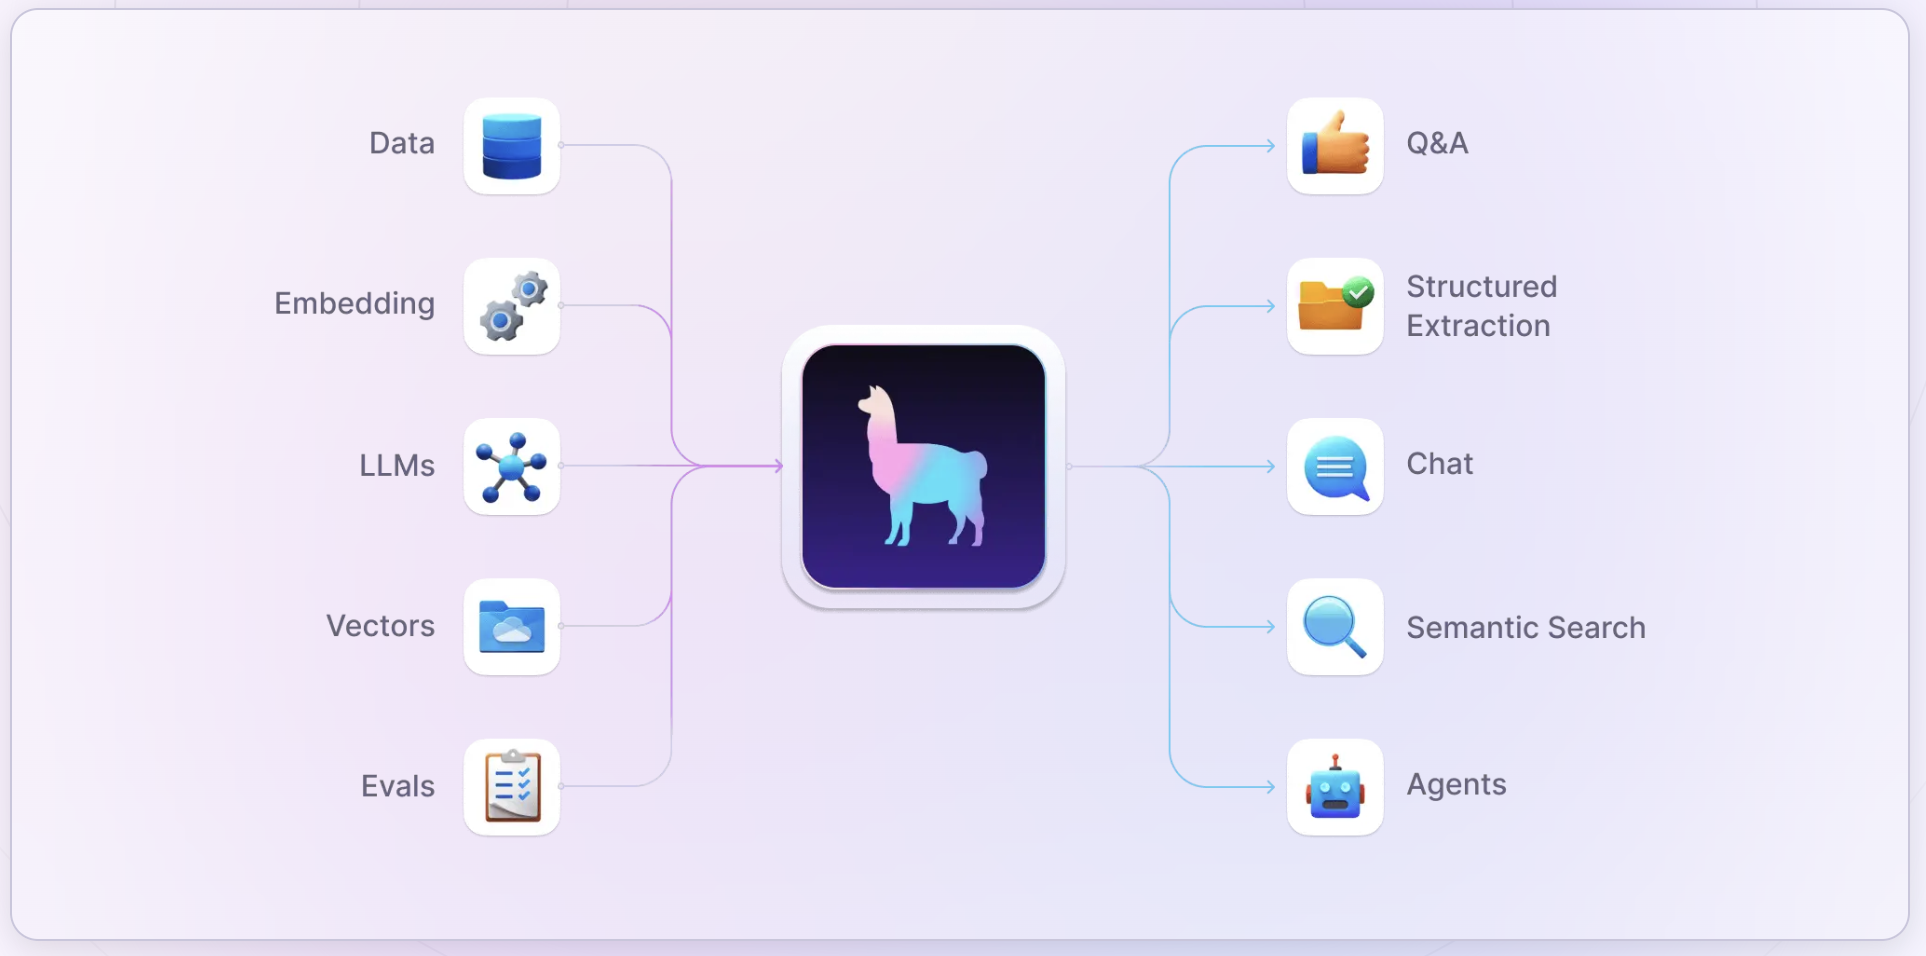 Data
Embedding
LLMs
Vectors
Evals
Q&A
Structured
Extraction
Chat
Semantic Search
Agents